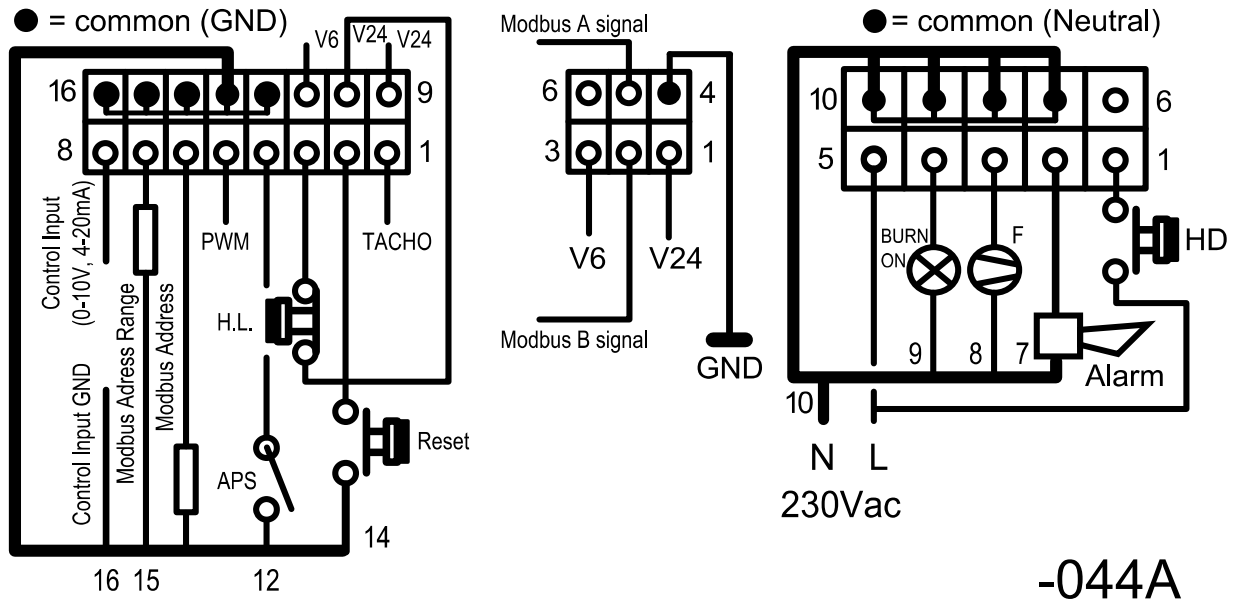 = common (GND)
V6
V24
V24
16
9
8
1
Control Input
(0-10V, 4-20mA)
Control Input GND
Modbus Adress Range
Modbus Address
PWM
TACHO
H.L.
APS
Reset
14
16
15
12
Modbus A signal
6
4
3
1
V6
V24
Modbus B signal
GND
= common (Neutral)
10
6
5
1
BURN
ON
F
HD
9
8
7
Alarm
10
N
L
230Vac
-044A